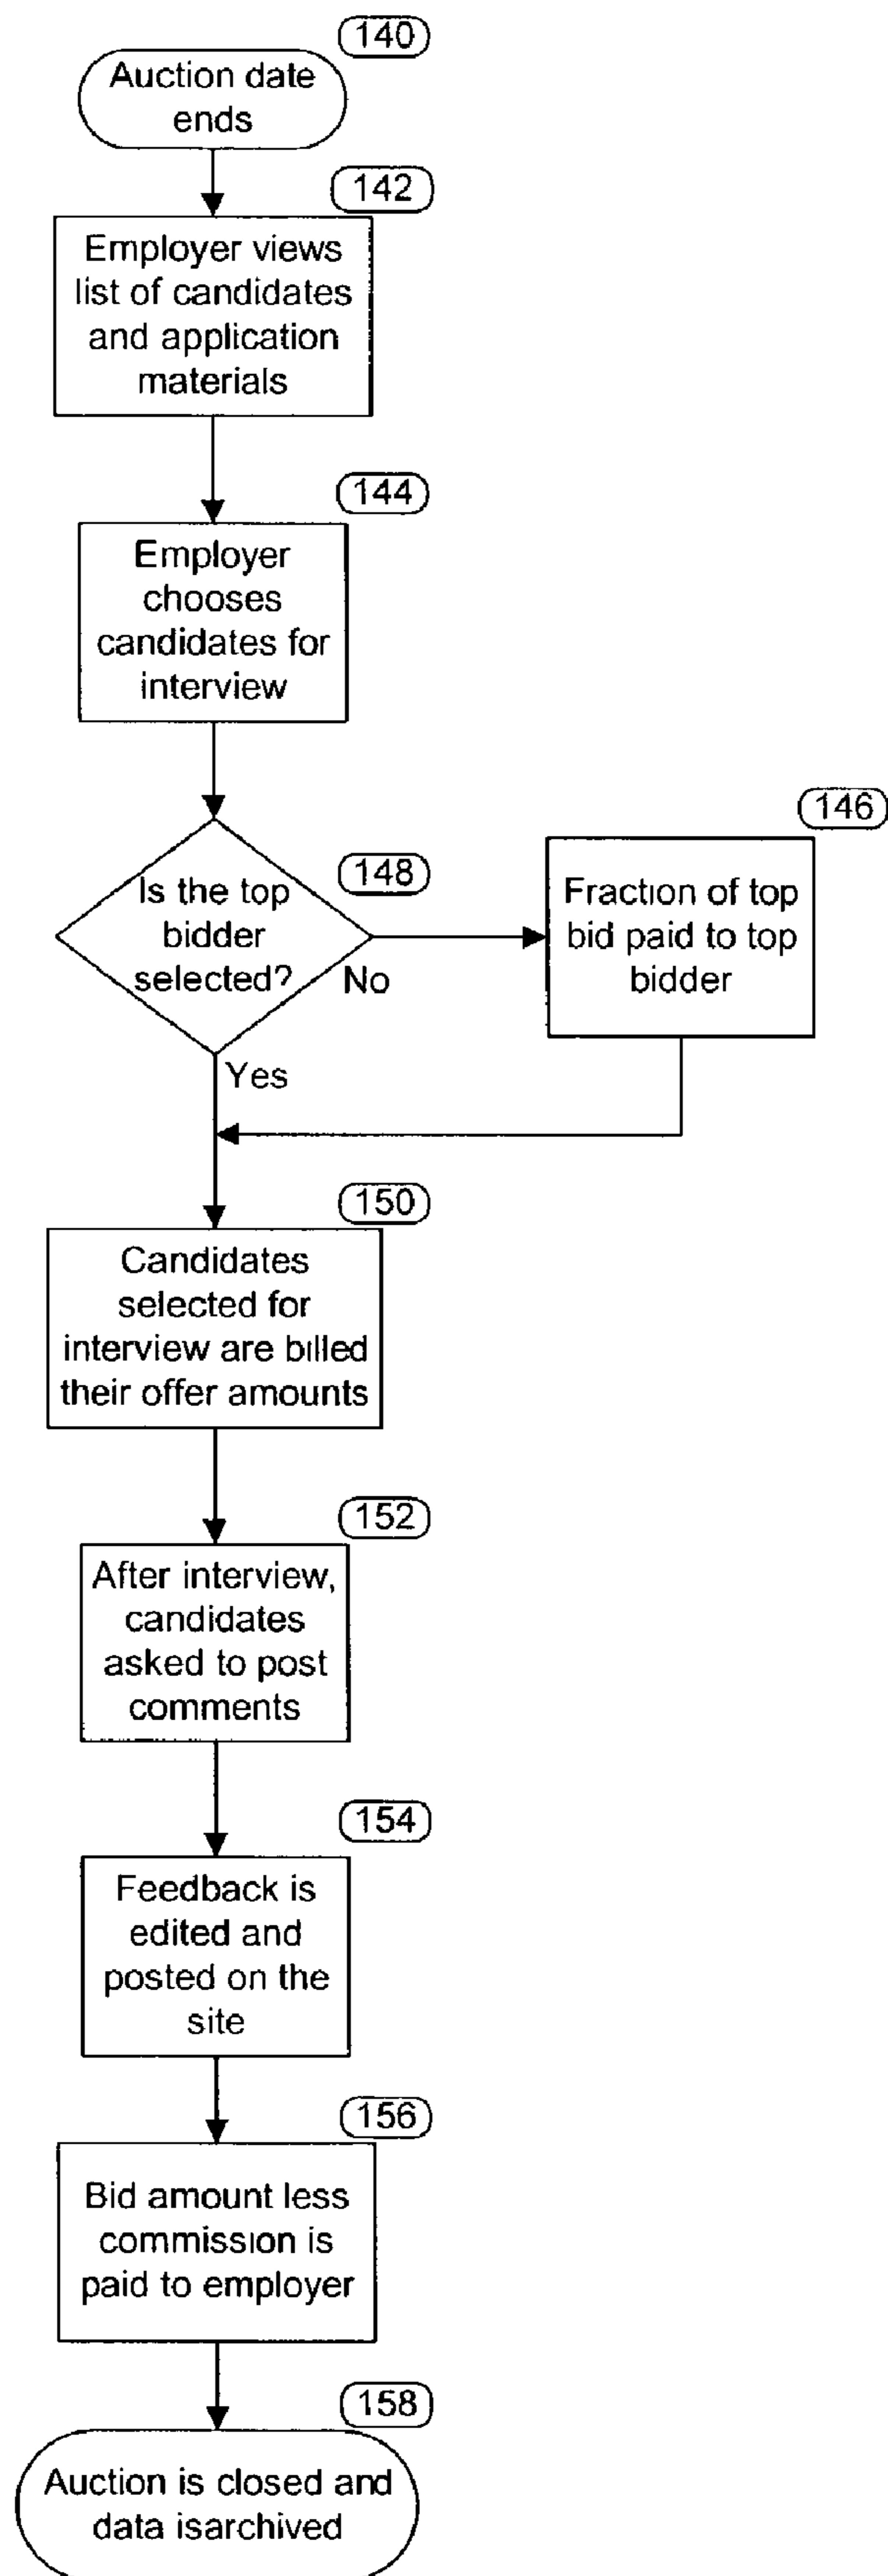 140
Auction date
ends
142
Employer views
list of candidates
and application
materials
144
Employer
chooses
candidates for
interview
148
Is the top
bidder
selected?
No
Yes
146
Fraction of top
bid paid to top
bidder
150
Candidates
selected for
interview are billed
their offer amounts
152
After interview,
candidates
asked to post
comments
154
Feedback is
edited and
posted on the
site
156
Bid amount less
commission is
paid to employer
158
Auction is closed and
data isarchived